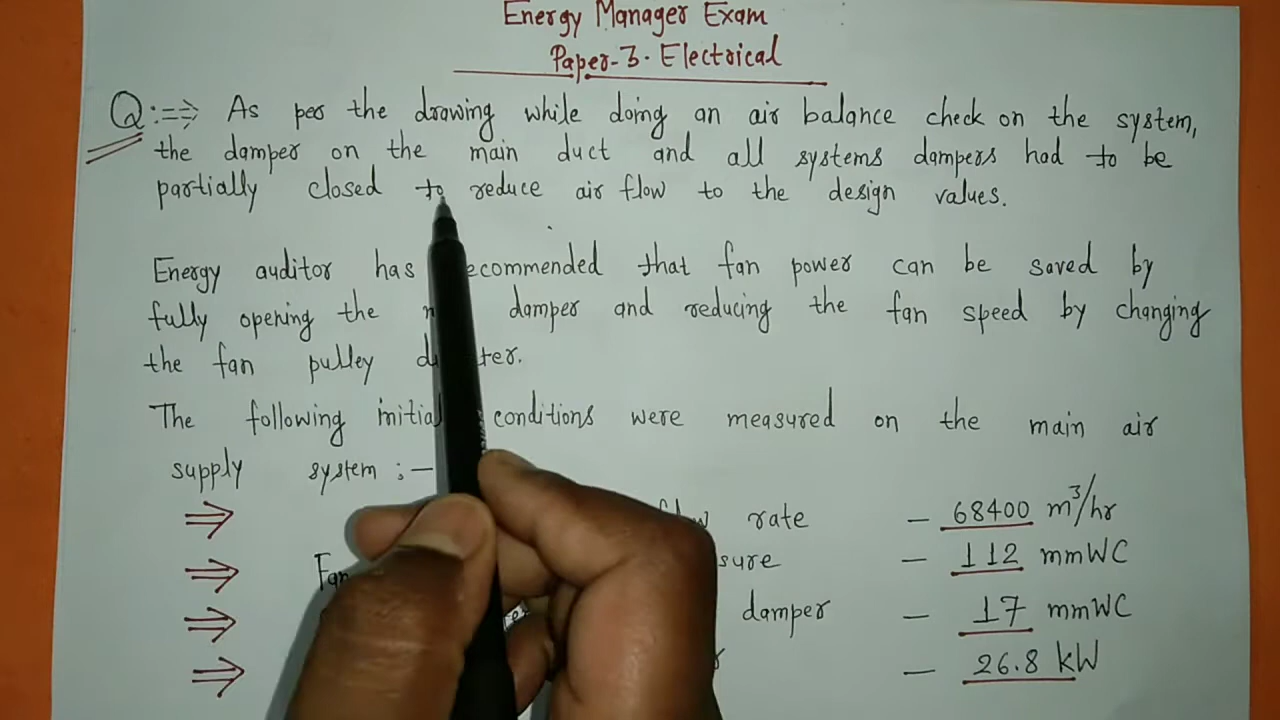 Energy Manager Exam
Paper-3. Electrical
Q:==> As per the drawing while doing an air balance check on the system,
the damper on the main duct and all systems dampers had to be
partially closed to reduce air flow to the design values.
Energy auditor has recommended that fan power can be saved by
fully opening the damper and reducing the fan speed by changing
the fan pulley
The following initial conditions were measured on the main air
supply system :-
⇒ rate - 68400 m³/hr
⇒ Fan - 112 mmWC
⇒ damper - 17 mmWC
⇒ - 26.8 kW